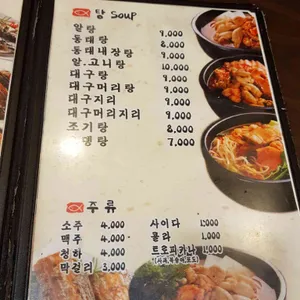 탕 Soup
알탕 9,000
동태탕 8,000
동태내장탕 9,000
알.고니탕 10,000
대구탕 9,000
대구머리탕 9,000
대구지리 9,000
대구머리지리 9,000
조기탕 8,000
뎅탕 7,000
주류
소주 4,000 사이다 1,000
맥주 4,000 콜라 1,000
청하 4,000 트로피카나 1,000
막걸리 3,000